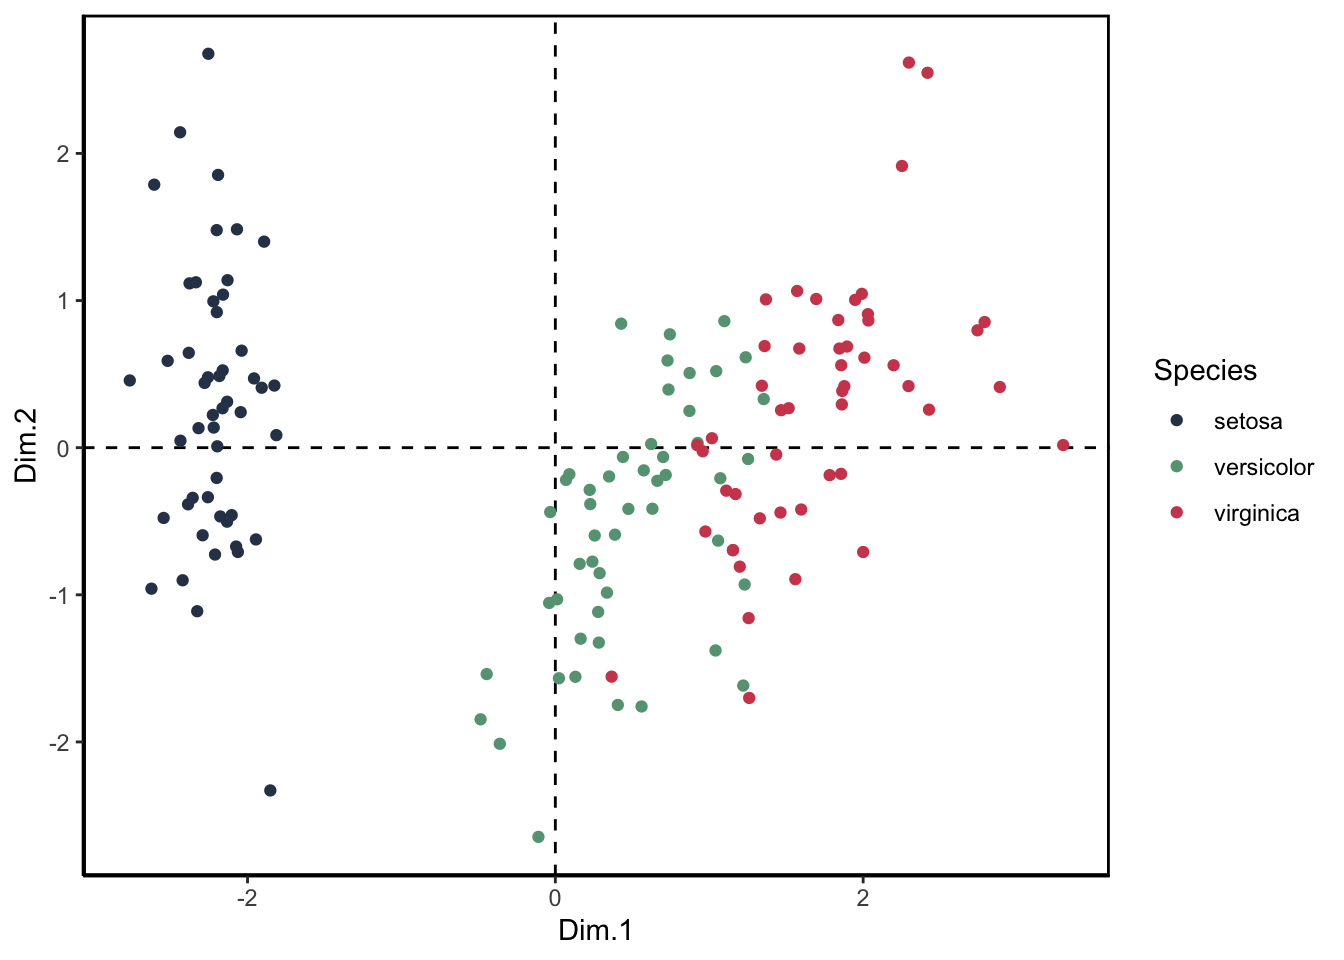 2
1
0
-1
-2
Dim.2
-2 0 2
Dim.1
Species
setosa
versicolor
virginica